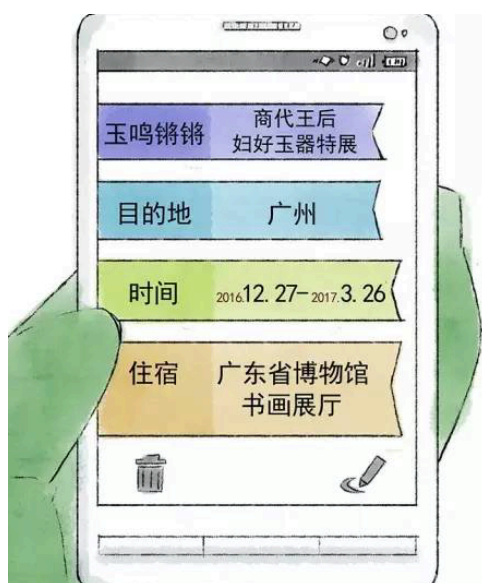 玉鸣锵锵
商代王后
妇好玉器特展
目的地
广州
时间
2016.12.27-2017.3.26
住宿
广东省博物馆
书画展厅